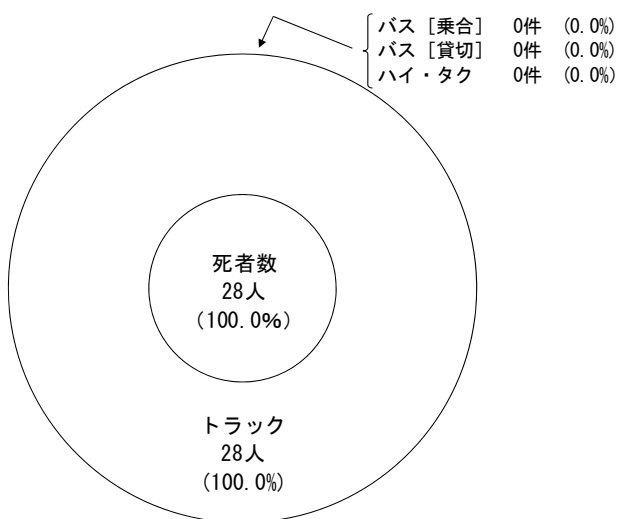 バス［乗合］ 0件 (0.0%)
バス［貸切］ 0件 (0.0%)
ハイ・タク 0件 (0.0%)
死者数
28人
(100.0%)
トラック
28人
(100.0%)